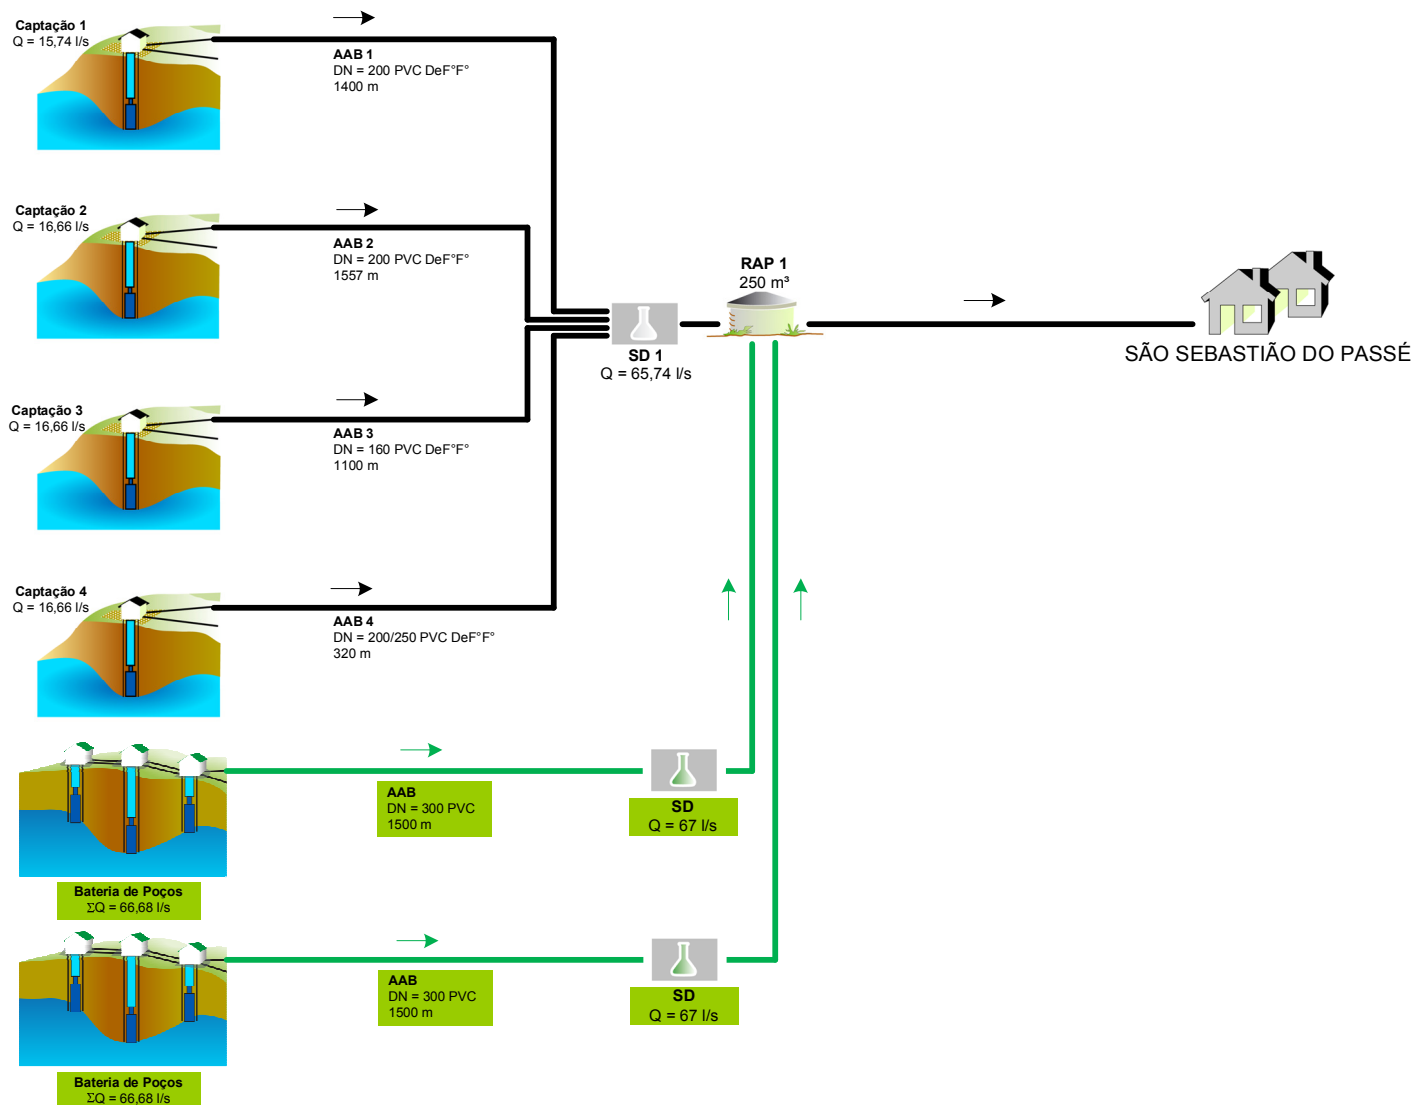 Captação 1
Q = 15,74 l/s
AAB 1
DN = 200 PVC DeF°F°
1400 m
Captação 2
Q = 16,66 l/s
AAB 2
DN = 200 PVC DeF°F°
1557 m
RAP 1
250 m³
SD 1
Q = 65,74 l/s
SÃO SEBASTIÃO DO PASSÉ
Captação 3
Q = 16,66 l/s
AAB 3
DN = 160 PVC DeF°F°
1100 m
Captação 4
Q = 16,66 l/s
AAB 4
DN = 200/250 PVC DeF°F°
320 m
AAB
DN = 300 PVC
1500 m
SD
Q = 67 l/s
Bateria de Poços
ΣQ = 66,68 l/s
AAB
DN = 300 PVC
1500 m
SD
Q = 67 l/s
Bateria de Poços
ΣQ = 66,68 l/s